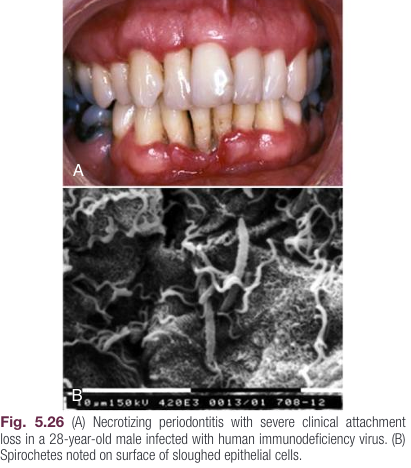 A
B
10µm150kV 420E3 0013/01 708-12
Fig. 5.26 (A) Necrotizing periodontitis with severe clinical attachment
loss in a 28-year-old male infected with human immunodeficiency virus. (B)
Spirochetes noted on surface of sloughed epithelial cells.